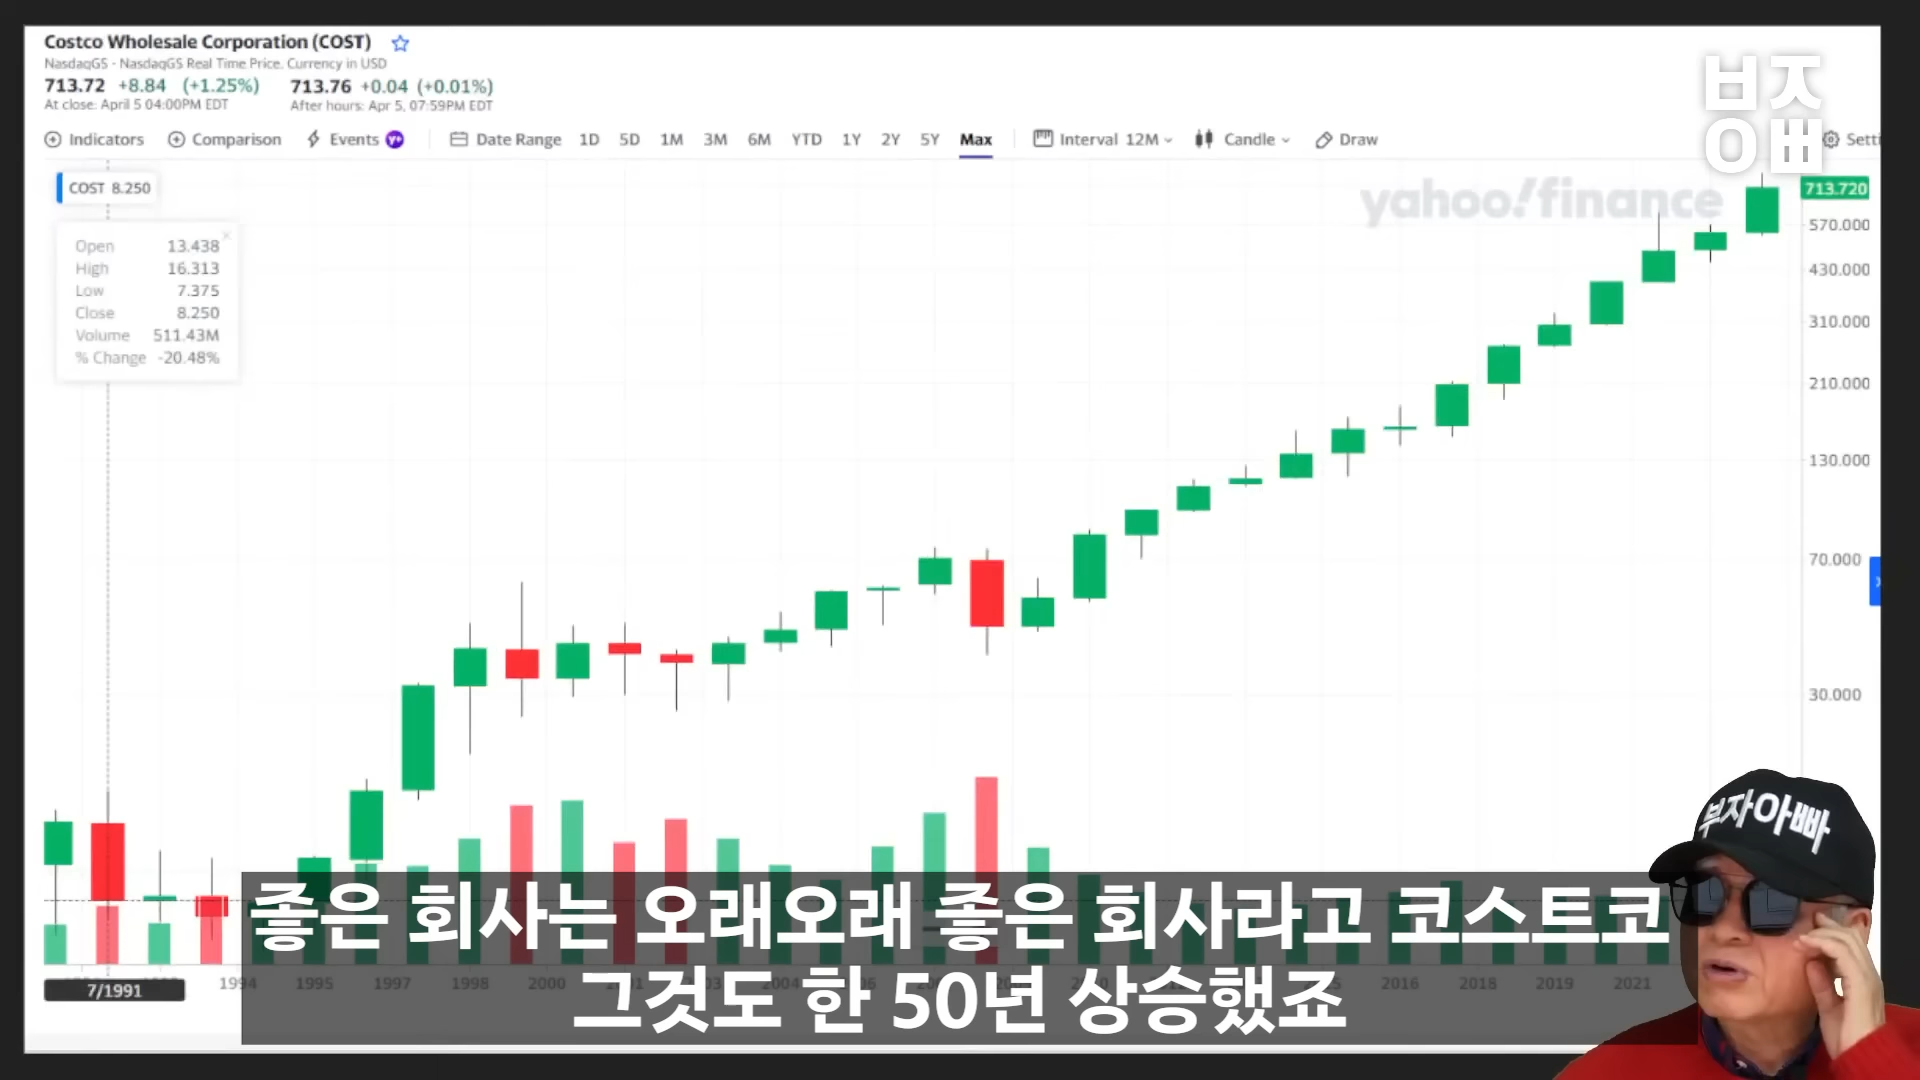 Costco Wholesale Corporation (COST)
NasdaqGS - NasdaqGS Real Time Price. Currency in USD
713.72 +8.84 (+1.25%) 713.76 +0.04 (+0.01%)
At close: April 5 04:00PM EDT After hours: Apr 5, 07:59PM EDT
부자
아빠
Indicators Comparison Events Y+ Date Range 1D 5D 1M 3M 6M YTD 1Y 2Y 5Y Max Interval 12M Candle Draw Setti
COST 8.250
yahoo!finance
713.720
Open 13.438
High 16.313
Low 7.375
Close 8.250
Volume 511.43M
% Change -20.48%
570.000
430.000
310.000
210.000
130.000
70.000
30.000
부자아빠
좋은 회사는 오래오래 좋은 회사라고 코스트코
그것도 한 50년 상승했죠
7/1991 1994 1995 1997 1998 2000 2004 2016 2018 2019 2021